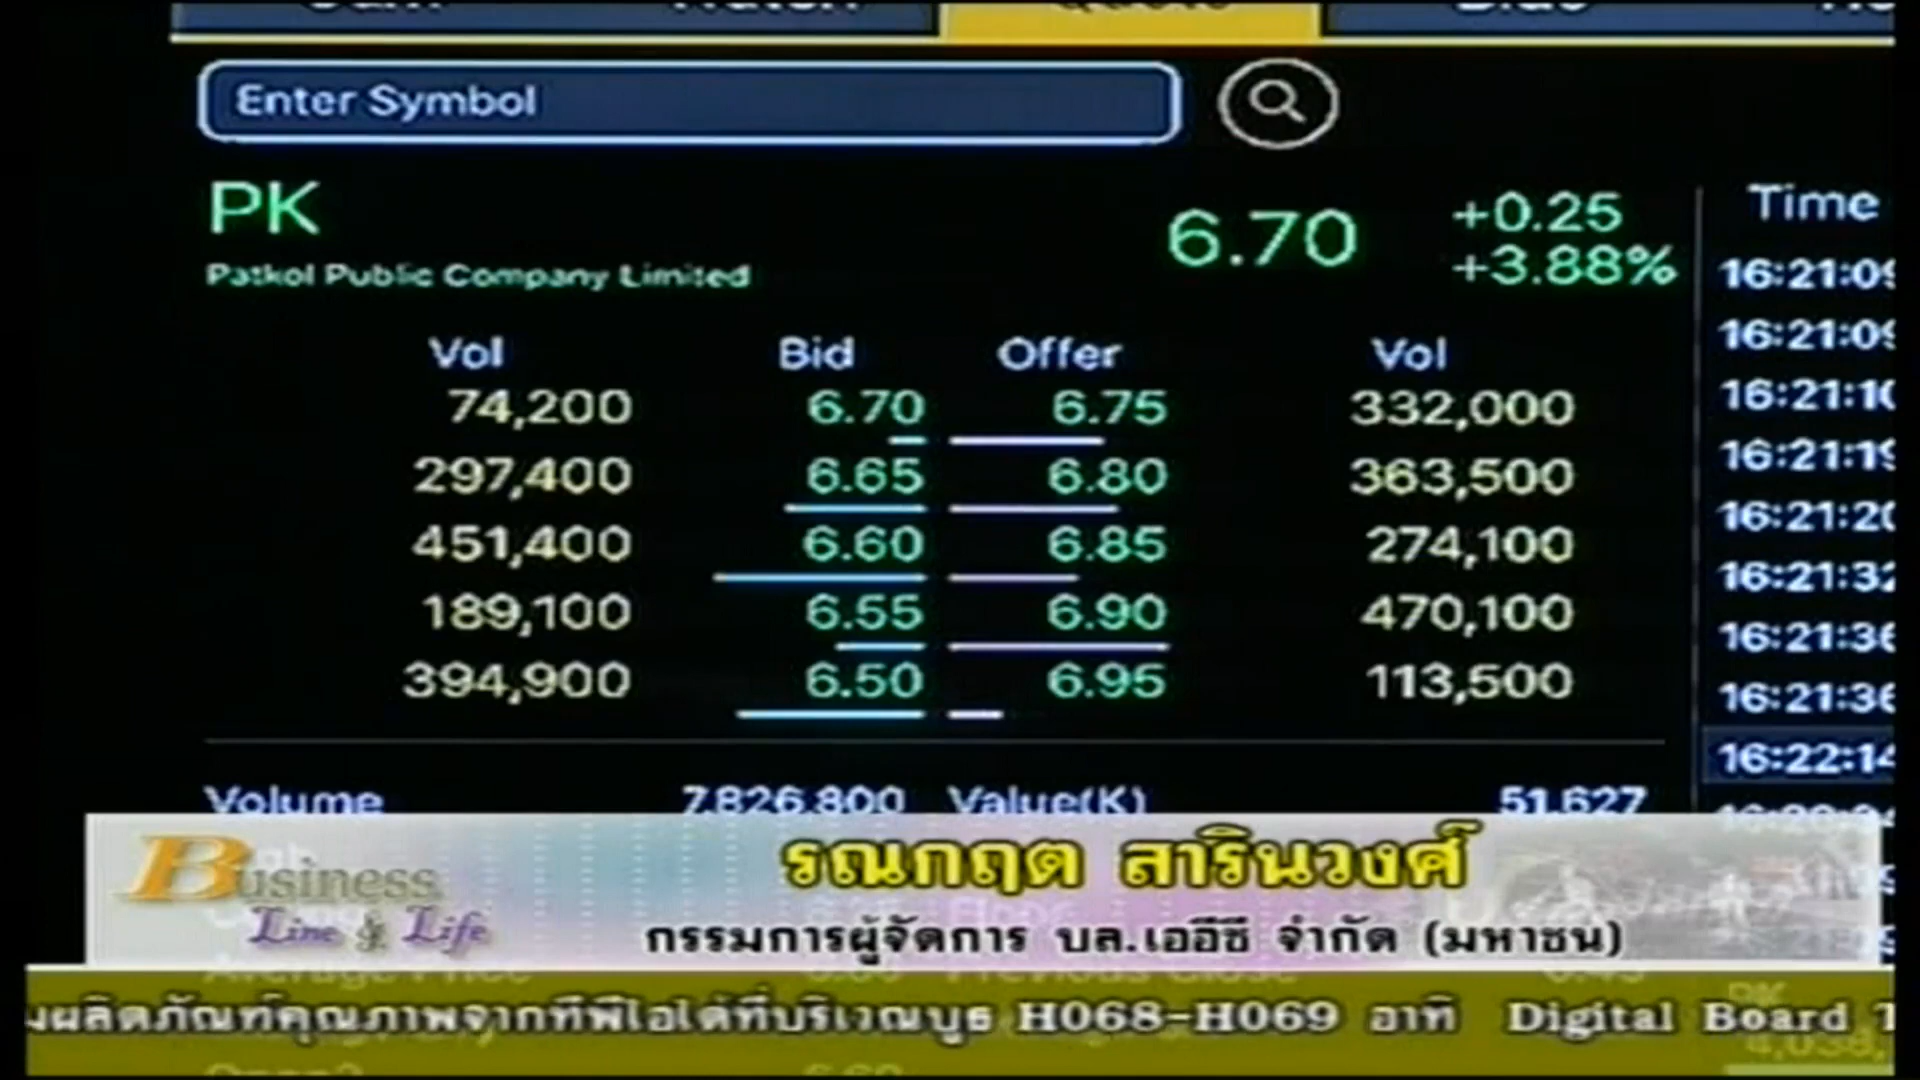 Enter Symbol
PK
6.70
+0.25
+3.88%
Patkol Public Company Limited
Vol Bid Offer Vol
74,200 6.70 6.75 332,000
297,400 6.65 6.80 363,500
451,400 6.60 6.85 274,100
189,100 6.55 6.90 470,100
394,900 6.50 6.95 113,500
Volume 7,826,800 Value(K) 51,627
Time
16:21:09
16:21:09
16:21:10
16:21:19
16:21:20
16:21:32
16:21:36
16:21:36
16:22:14
Business
Line & Life
รณกฤต สารินวงศ์
กรรมการผู้จัดการ บล.เออีซี จำกัด (มหาชน)
ผลิตภัณฑ์คุณภาพจากทีพีไอได้ที่บริเวณบูธ H068-H069 อาทิ Digital Board